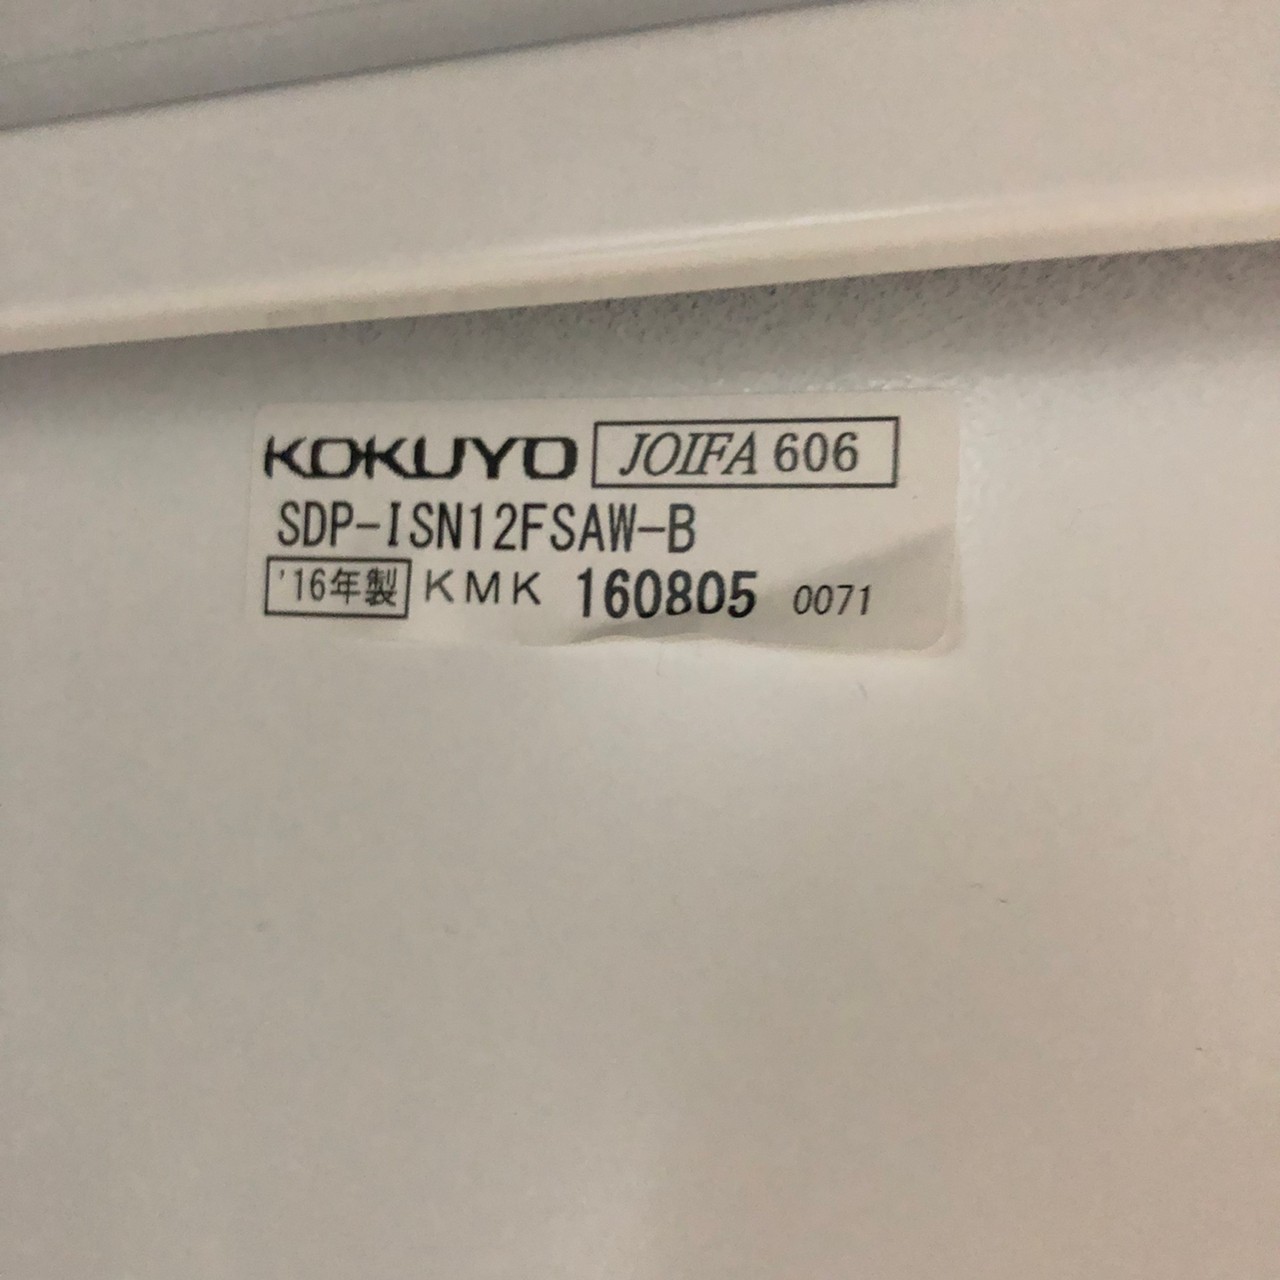 KOKUYO JOIFA 606
SDP-ISN12FSAW-B
'16年製 KMK 160805 0071